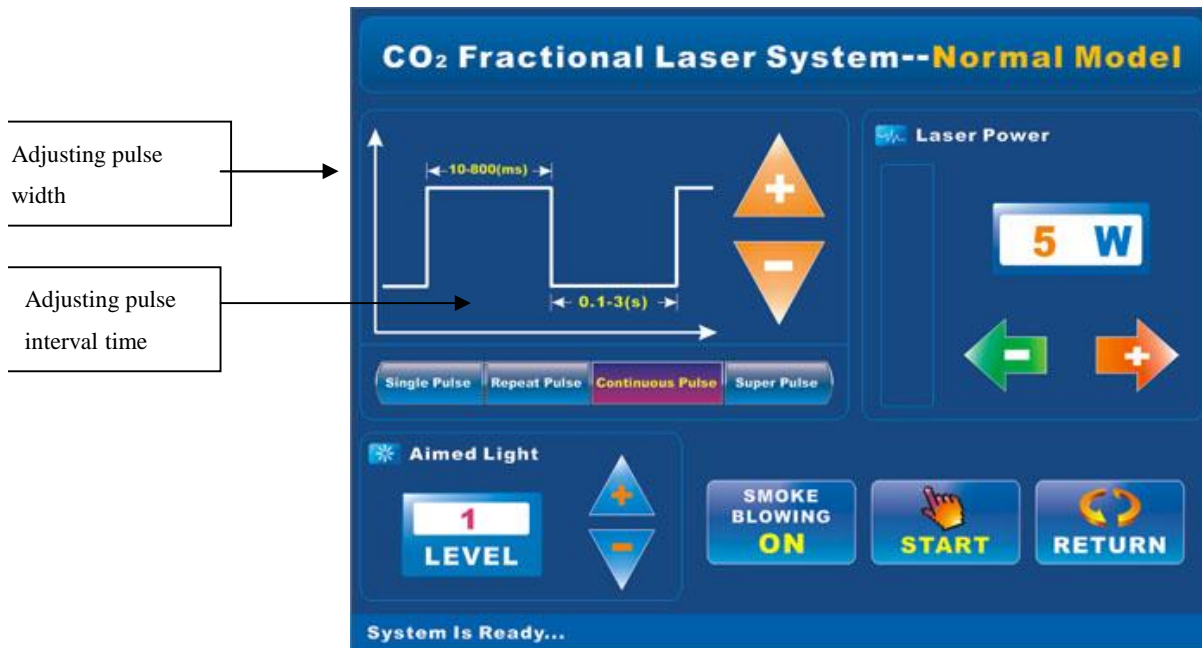 CO₂ Fractional Laser System--Normal Model
Adjusting pulse
width
Adjusting pulse
interval time
10-800(ms)
0.1-3(s)
+
-
Single Pulse
Repeat Pulse
Continuous Pulse
Super Pulse
Laser Power
5 W
-
+
Aimed Light
1
LEVEL
+
-
SMOKE
BLOWING
ON
START
RETURN
System Is Ready...